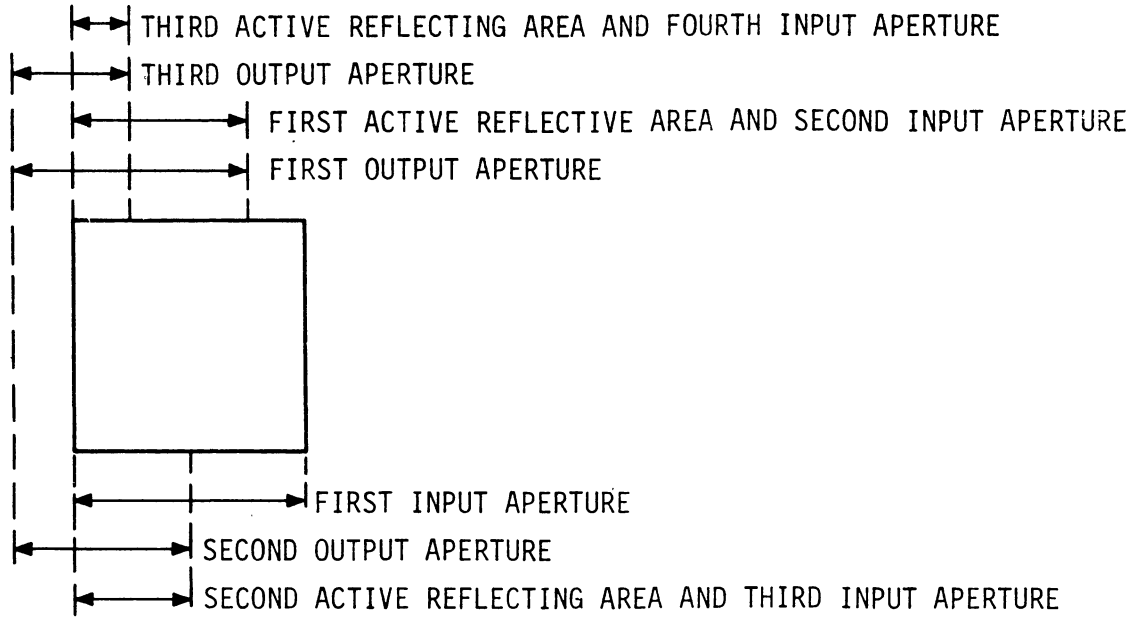 THIRD ACTIVE REFLECTING AREA AND FOURTH INPUT APERTURE
THIRD OUTPUT APERTURE
FIRST ACTIVE REFLECTIVE AREA AND SECOND INPUT APERTURE
FIRST OUTPUT APERTURE
FIRST INPUT APERTURE
SECOND OUTPUT APERTURE
SECOND ACTIVE REFLECTING AREA AND THIRD INPUT APERTURE